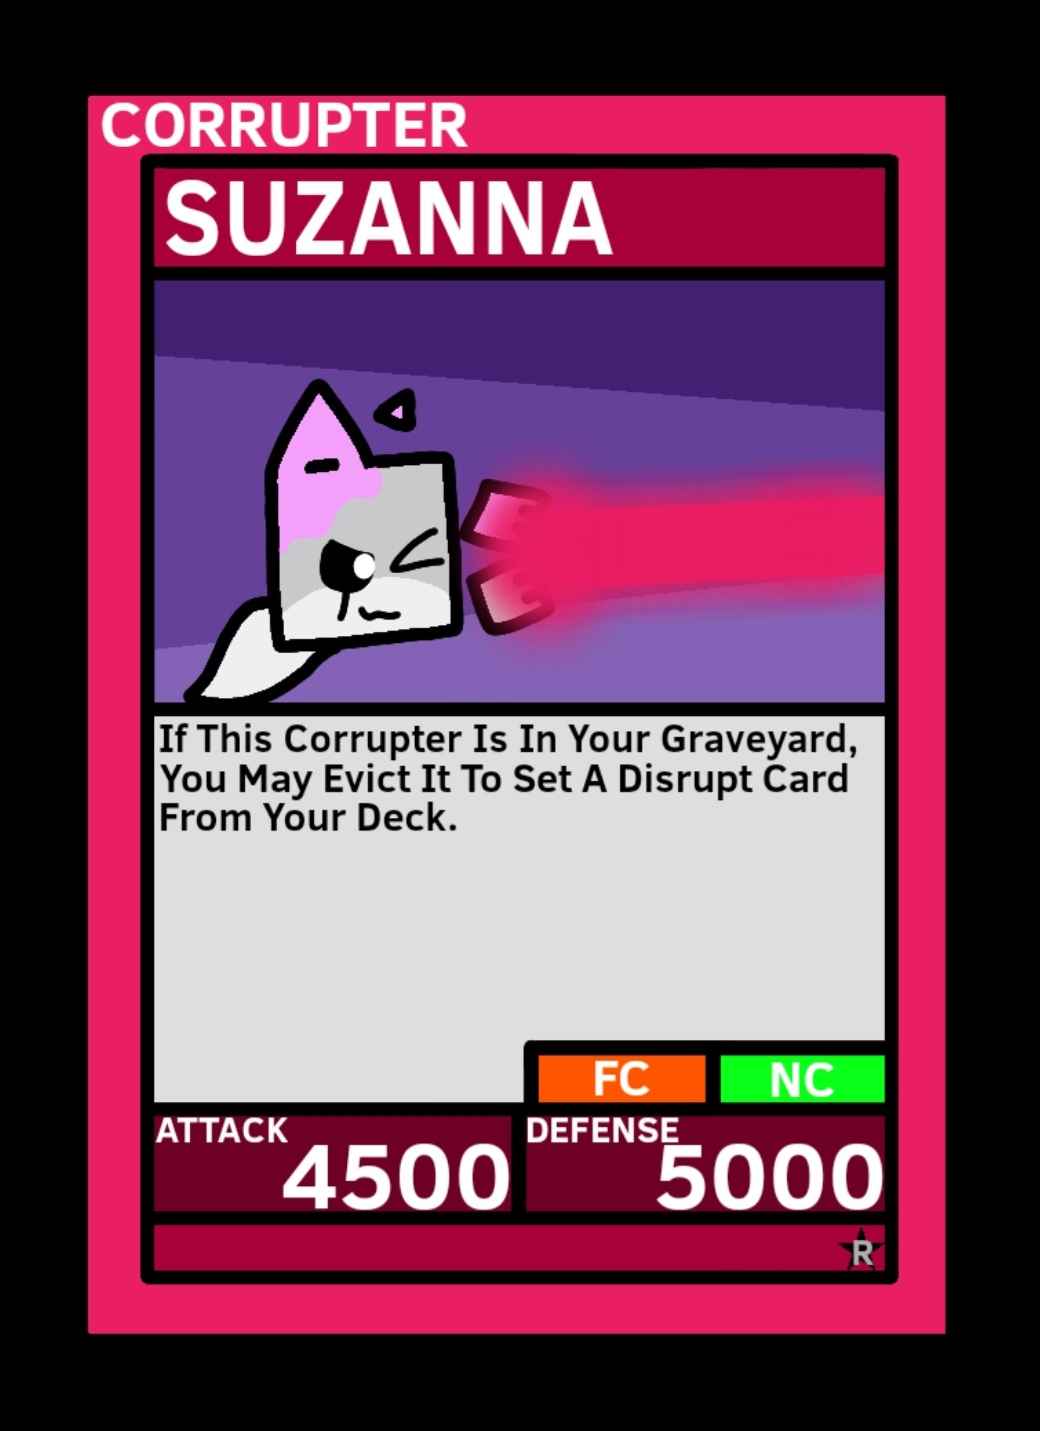 CORRUPTER
SUZANNA
If This Corrupter Is In Your Graveyard,
You May Evict It To Set A Disrupt Card
From Your Deck.
FC
NC
ATTACK
4500
DEFENSE
5000
R